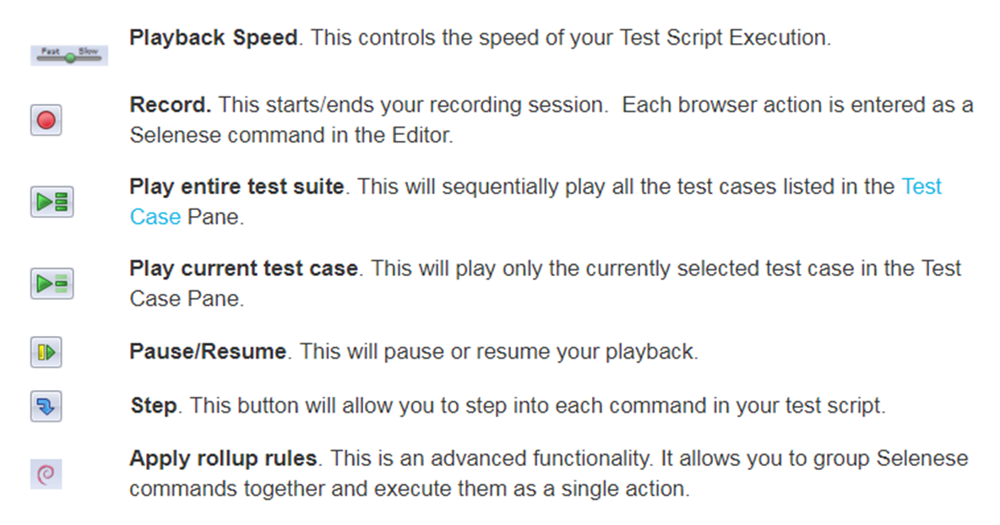 Playback Speed. This controls the speed of your Test Script Execution.
Fast Slow
Record. This starts/ends your recording session. Each browser action is entered as a
Selenese command in the Editor.
Play entire test suite. This will sequentially play all the test cases listed in the Test
Case Pane.
Play current test case. This will play only the currently selected test case in the Test
Case Pane.
Pause/Resume. This will pause or resume your playback.
Step. This button will allow you to step into each command in your test script.
Apply rollup rules. This is an advanced functionality. It allows you to group Selenese
commands together and execute them as a single action.